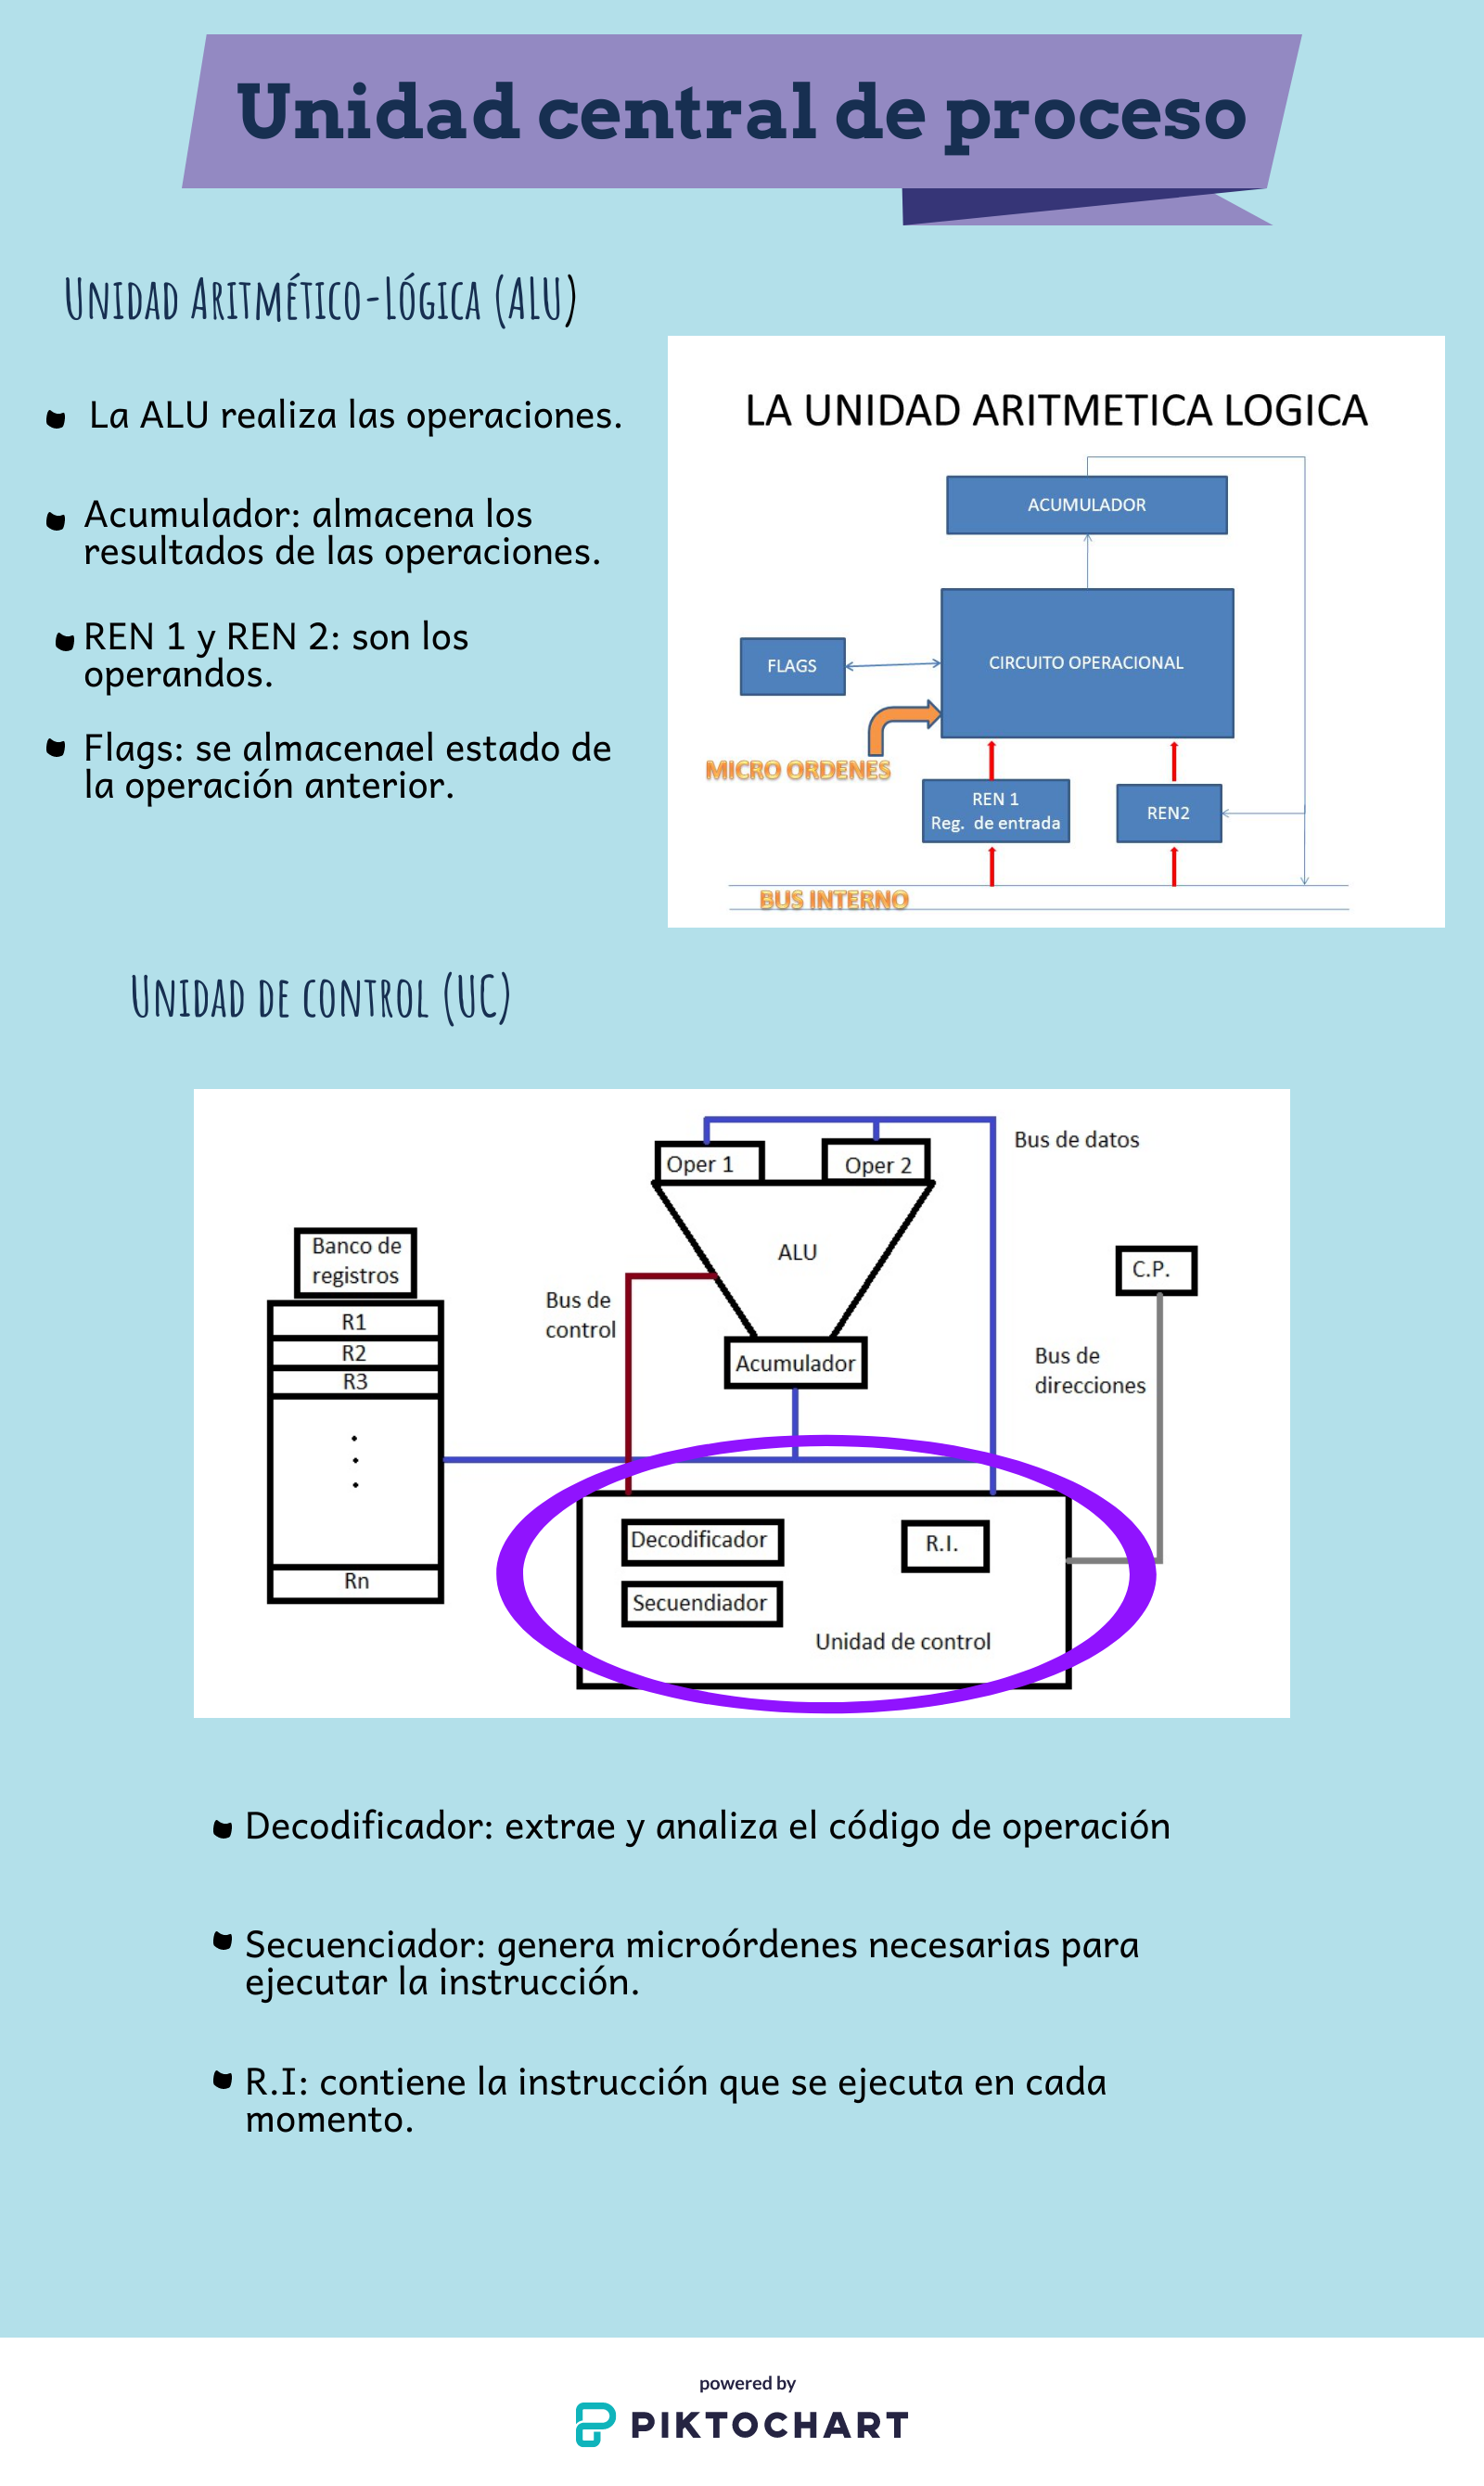 Unidad central de proceso
Unidad Aritmético-Lógica (ALU)
La ALU realiza las operaciones.
Acumulador: almacena los
resultados de las operaciones.
REN 1 y REN 2: son los
operandos.
Flags: se almacenael estado de
la operación anterior.
LA UNIDAD ARITMETICA LOGICA
ACUMULADOR
FLAGS
CIRCUITO OPERACIONAL
MICRO ORDENES
REN 1
Reg. de entrada
REN2
BUS INTERNO
Unidad de control (UC)
Oper 1
Oper 2
Bus de datos
ALU
Banco de
registros
R1
R2
R3
Rn
Bus de
control
Acumulador
C.P.
Bus de
direcciones
Decodificador
R.I.
Secuendiador
Unidad de control
Decodificador: extrae y analiza el código de operación
Secuenciador: genera microórdenes necesarias para
ejecutar la instrucción.
R.I: contiene la instrucción que se ejecuta en cada
momento.
powered by
PIKTOCHART